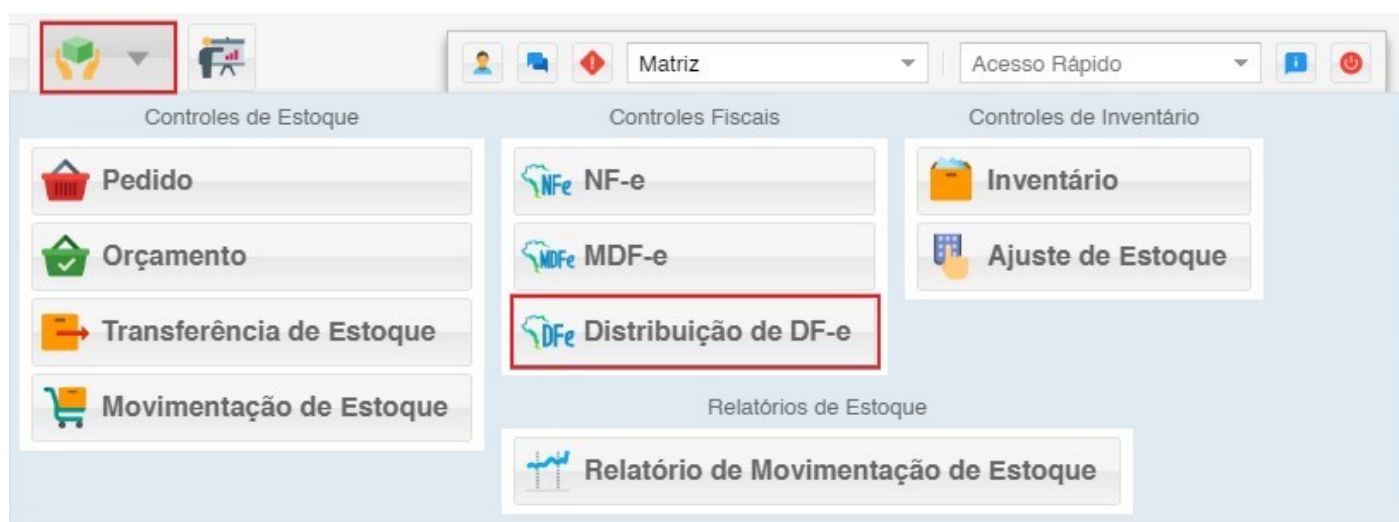 Matriz
Acesso Rápido
Controles de Estoque
Controles Fiscais
Controles de Inventário
Pedido
NFe NF-e
Inventário
Orçamento
MDFe MDF-e
Ajuste de Estoque
Transferência de Estoque
DFe Distribuição de DF-e
Movimentação de Estoque
Relatórios de Estoque
Relatório de Movimentação de Estoque